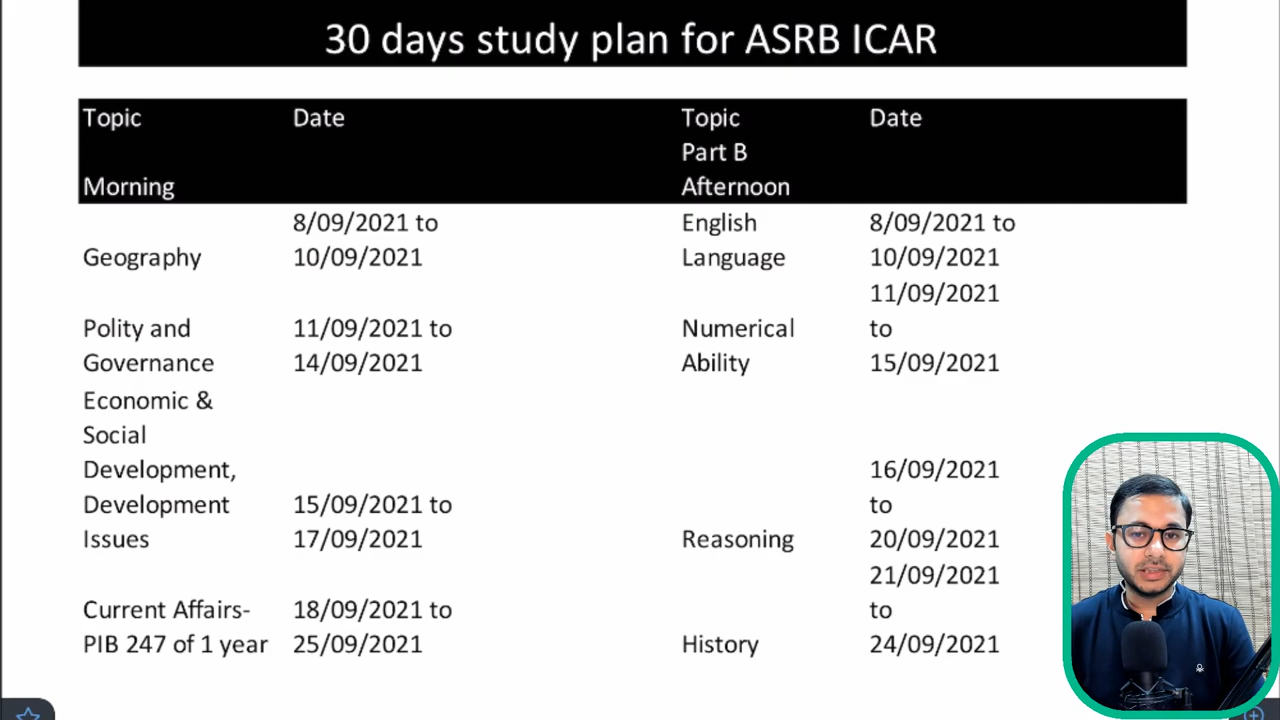 30 days study plan for ASRB ICAR
Topic Date Topic Date
Part B
Morning Afternoon
8/09/2021 to English 8/09/2021 to
Geography 10/09/2021 Language 10/09/2021
11/09/2021
Polity and 11/09/2021 to Numerical to
Governance 14/09/2021 Ability 15/09/2021
Economic &
Social
Development, 16/09/2021
Development 15/09/2021 to to
Issues 17/09/2021 Reasoning 20/09/2021
21/09/2021
Current Affairs- 18/09/2021 to to
PIB 247 of 1 year 25/09/2021 History 24/09/2021